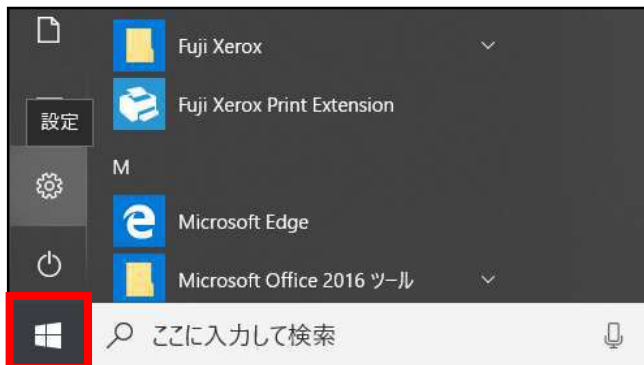 Fuji Xerox
Fuji Xerox Print Extension
設定
M
Microsoft Edge
Microsoft Office 2016 ツール
ここに入力して検索